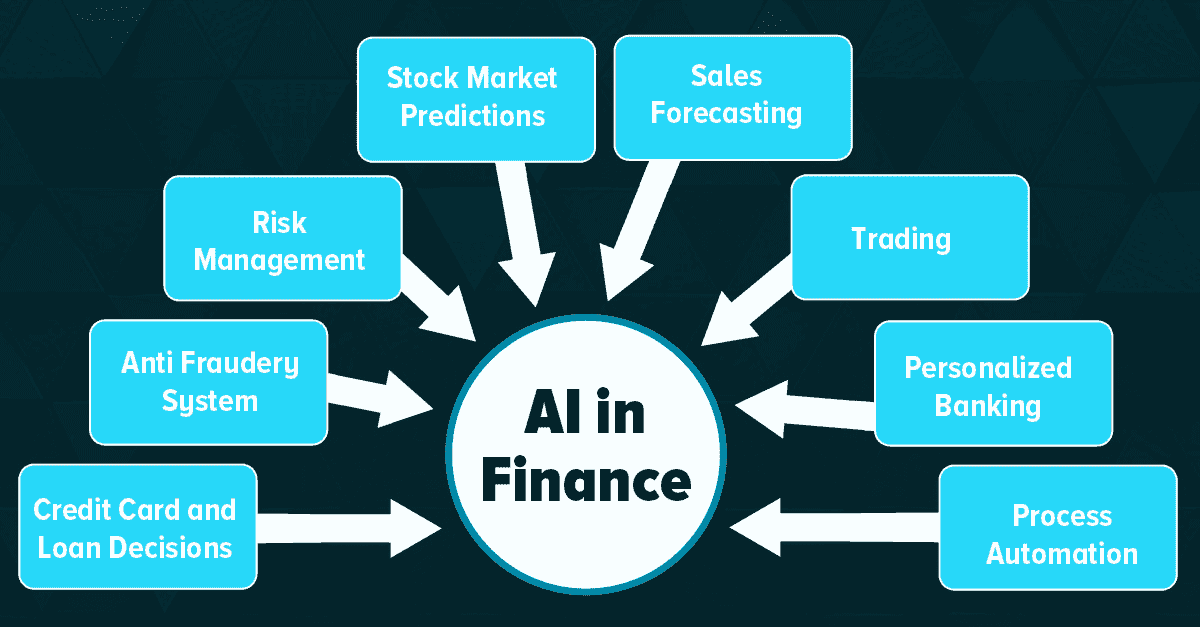 Stock Market
Predictions
Sales
Forecasting
Risk
Management
Trading
Anti Fraudery
System
Personalized
Banking
AI in
Finance
Credit Card and
Loan Decisions
Process
Automation